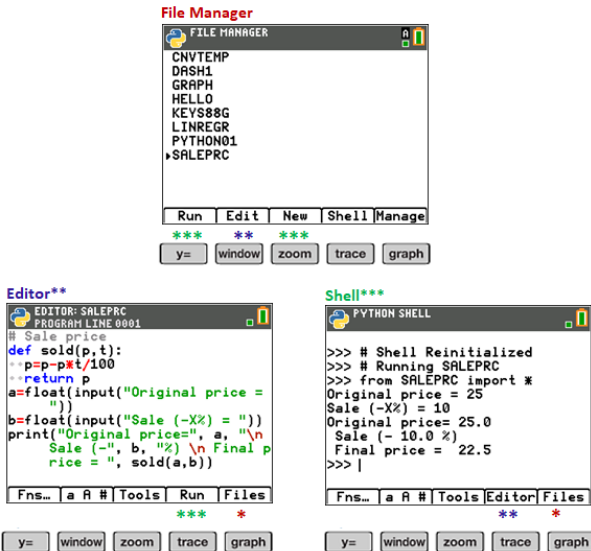 File Manager
FILE MANAGER
A
CNVTEMP
DASH1
GRAPH
HELLO
KEYS88G
LINREGR
PYTHON01
▸SALEPRC
Run Edit New Shell Manage
*** ** ***
y= window zoom trace graph
Editor**
EDITOR: SALEPRC
PROGRAM LINE 0001
# Sale price
def sold(p,t):
··p=p-p*t/100
··return p
a=float(input("Original price =
"))
b=float(input("Sale (-X%) = "))
print("Original price=", a, "\n
Sale (-", b, "%) \n Final p
rice = ", sold(a,b))
Fns… a A # Tools Run Files
*** *
y= window zoom trace graph
Shell***
PYTHON SHELL
>>> # Shell Reinitialized
>>> # Running SALEPRC
>>> from SALEPRC import *
Original price = 25
Sale (-X%) = 10
Original price= 25.0
Sale (- 10.0 %)
Final price =  22.5
>>> |
Fns… a A # Tools Editor Files
** *
y= window zoom trace graph